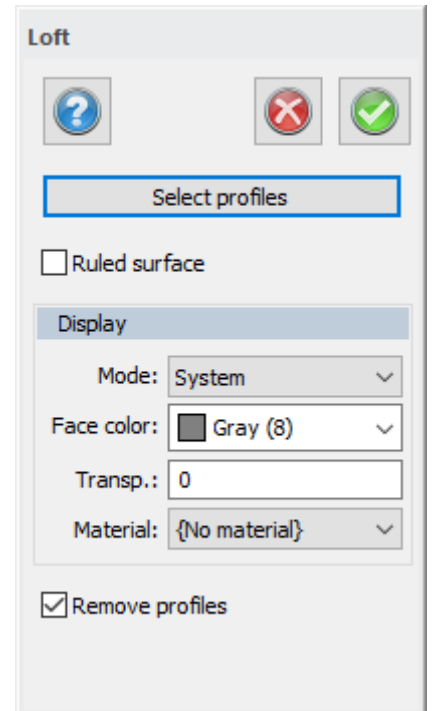 Loft
?
Select profiles
Ruled surface
Display
Mode: System
Face color: Gray (8)
Transp.: 0
Material: {No material}
Remove profiles